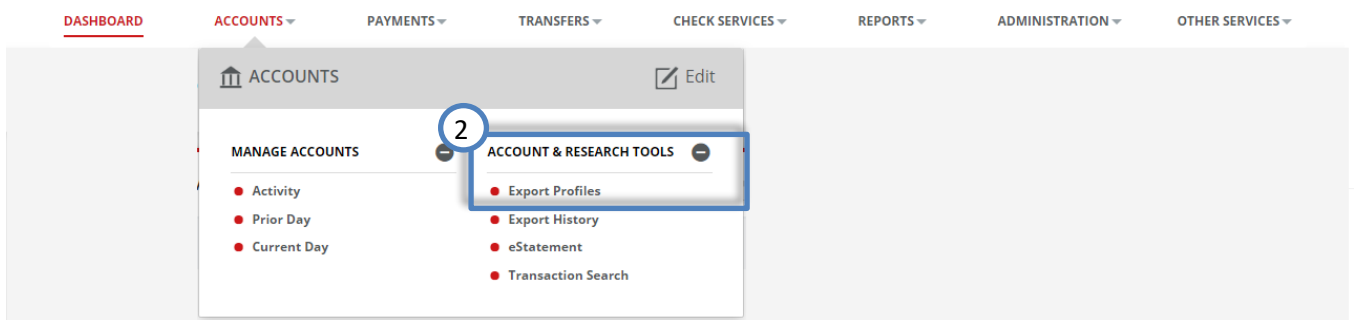 DASHBOARD ACCOUNTS PAYMENTS TRANSFERS CHECK SERVICES REPORTS ADMINISTRATION OTHER SERVICES
ACCOUNTS Edit
2
MANAGE ACCOUNTS
Activity
Prior Day
Current Day
ACCOUNT & RESEARCH TOOLS
Export Profiles
Export History
eStatement
Transaction Search